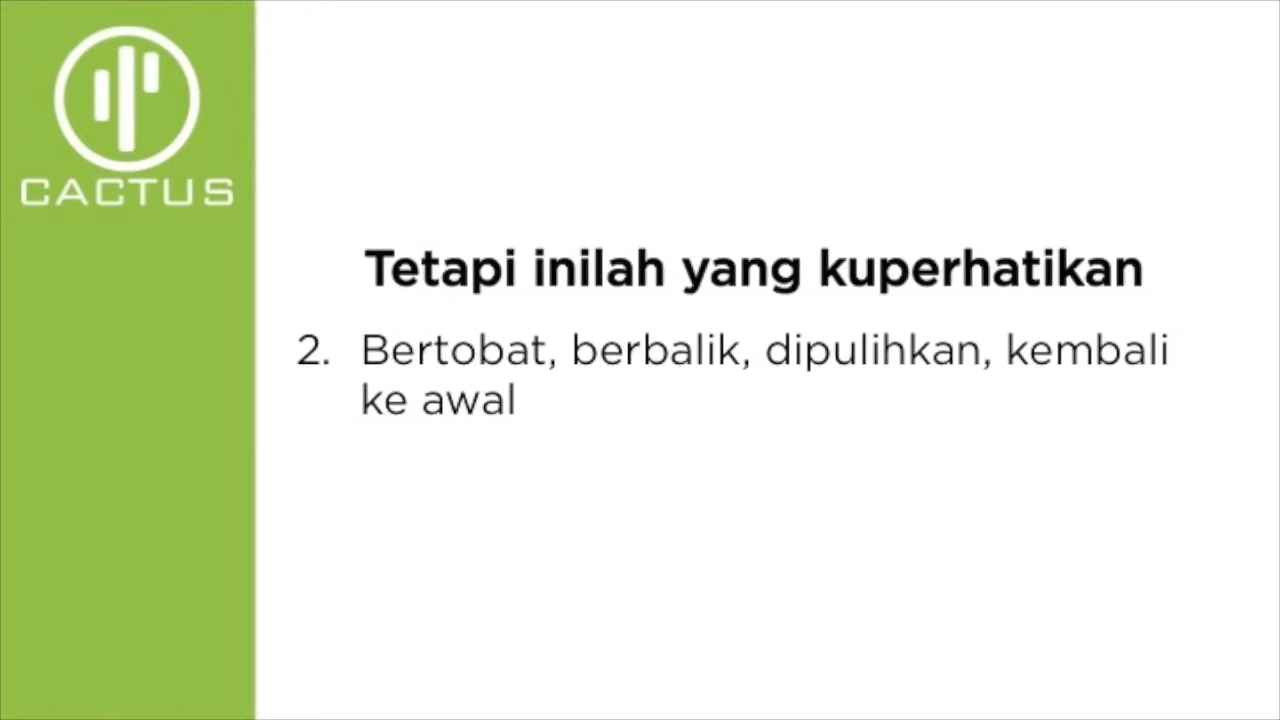 CACTUS
Tetapi inilah yang kuperhatikan
2. Bertobat, berbalik, dipulihkan, kembali
ke awal